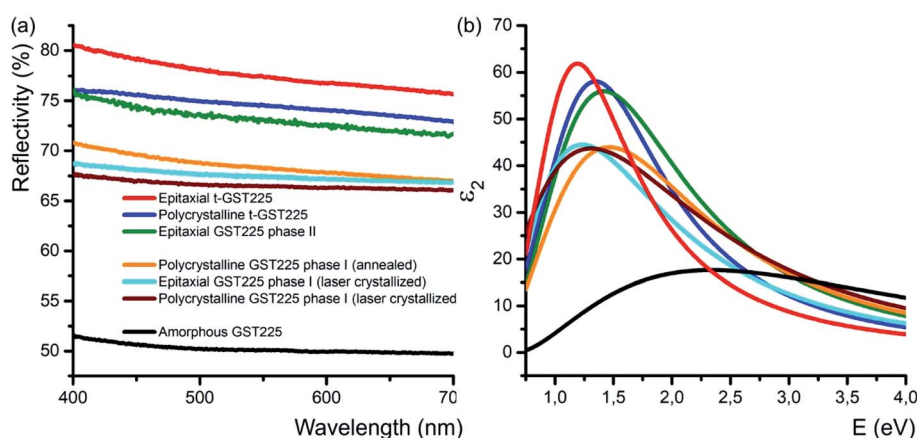 (a)
Reflectivity (%)
80
75
70
65
60
55
50
Epitaxial t-GST225
Polycrystalline t-GST225
Epitaxial GST225 phase II
Polycrystalline GST225 phase I (annealed)
Epitaxial GST225 phase I (laser crystallized)
Polycrystalline GST225 phase I (laser crystallized
Amorphous GST225
400
500
600
70
Wavelength (nm)
(b)
ε2
70
60
50
40
30
20
10
0
1,0
1,5
2,0
2,5
3,0
3,5
4,0
E (eV)